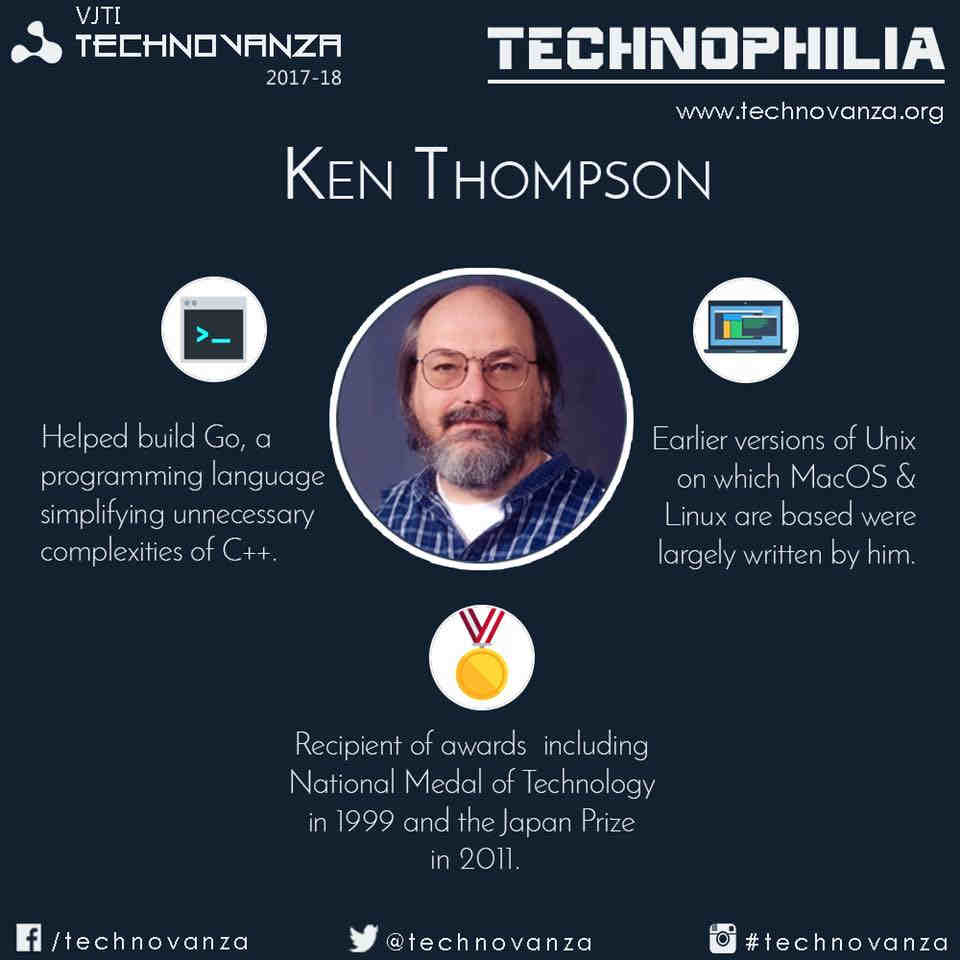 VJTI
TECHNOVANZA
2017-18
TECHNOPHILIA
www.technovanza.org
KEN THOMPSON
Helped build Go, a
programming language
simplifying unnecessary
complexities of C++.
Earlier versions of Unix
on which MacOS &
Linux are based were
largely written by him.
Recipient of awards including
National Medal of Technology
in 1999 and the Japan Prize
in 2011.
/technovanza
@technovanza
#technovanza